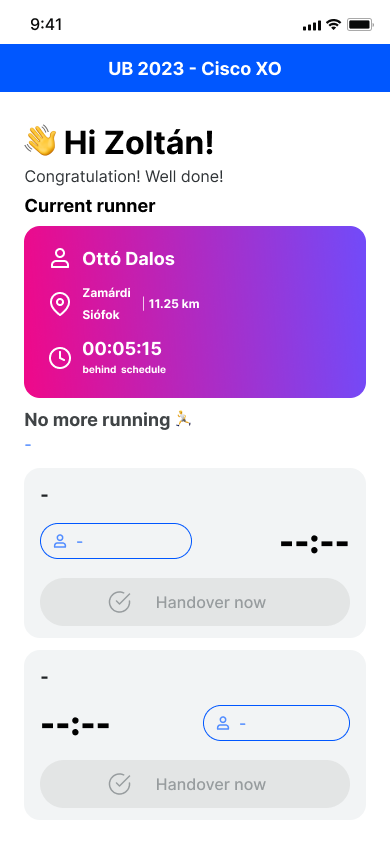 9:41
UB 2023 - Cisco XO
👋 Hi Zoltán!
Congratulation! Well done!
Current runner
Ottó Dalos
Zamárdi
Siófok
| 11.25 km
00:05:15
behind schedule
No more running 🏃
-
-
-
--:--
Handover now
-
--:--
-
Handover now